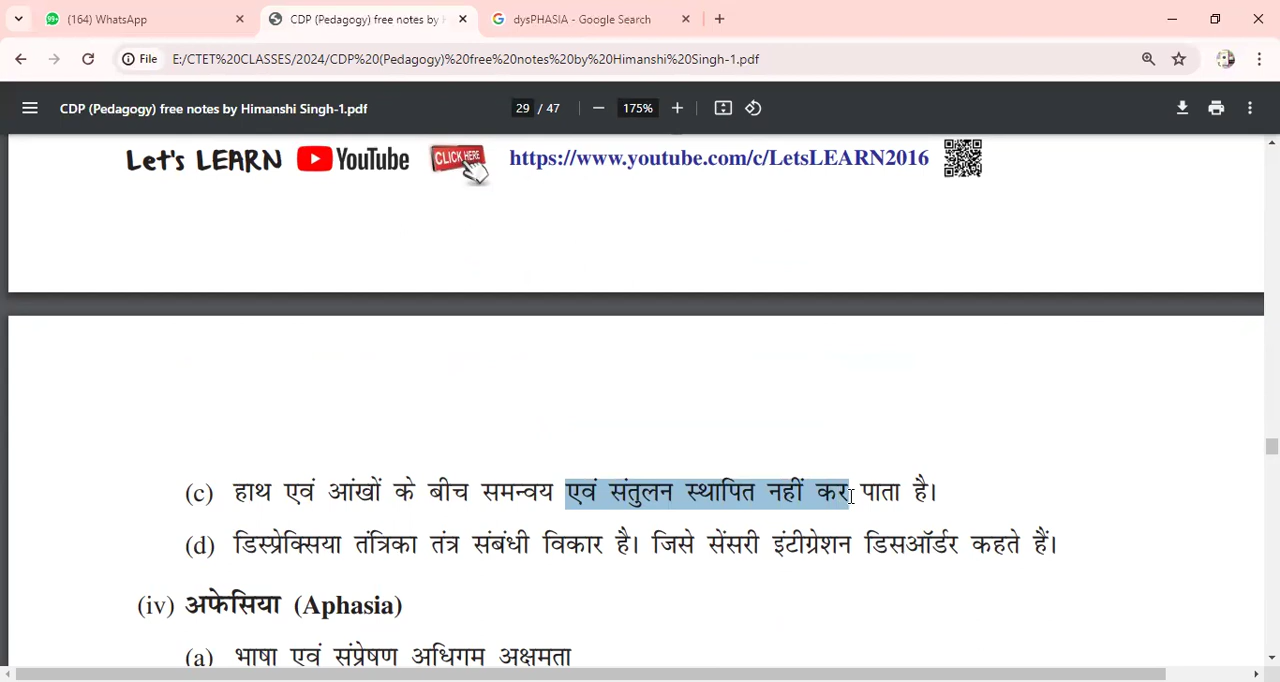 (164) WhatsApp
CDP (Pedagogy) free notes by H
dysPHASIA - Google Search
File E:/CTET%20CLASSES/2024/CDP%20(Pedagogy)%20free%20notes%20by%20Himanshi%20Singh-1.pdf
CDP (Pedagogy) free notes by Himanshi Singh-1.pdf
29 / 47
175%
Let's LEARN YouTube CLICK HERE https://www.youtube.com/c/LetsLEARN2016
(c) हाथ एवं आंखों के बीच समन्वय एवं संतुलन स्थापित नहीं कर पाता है।
(d) डिस्प्रेक्सिया तंत्रिका तंत्र संबंधी विकार है। जिसे सेंसरी इंटीग्रेशन डिसऑर्डर कहते हैं।
(iv) अफेसिया (Aphasia)
(a) भाषा एवं संप्रेषण अधिगम अक्षमता